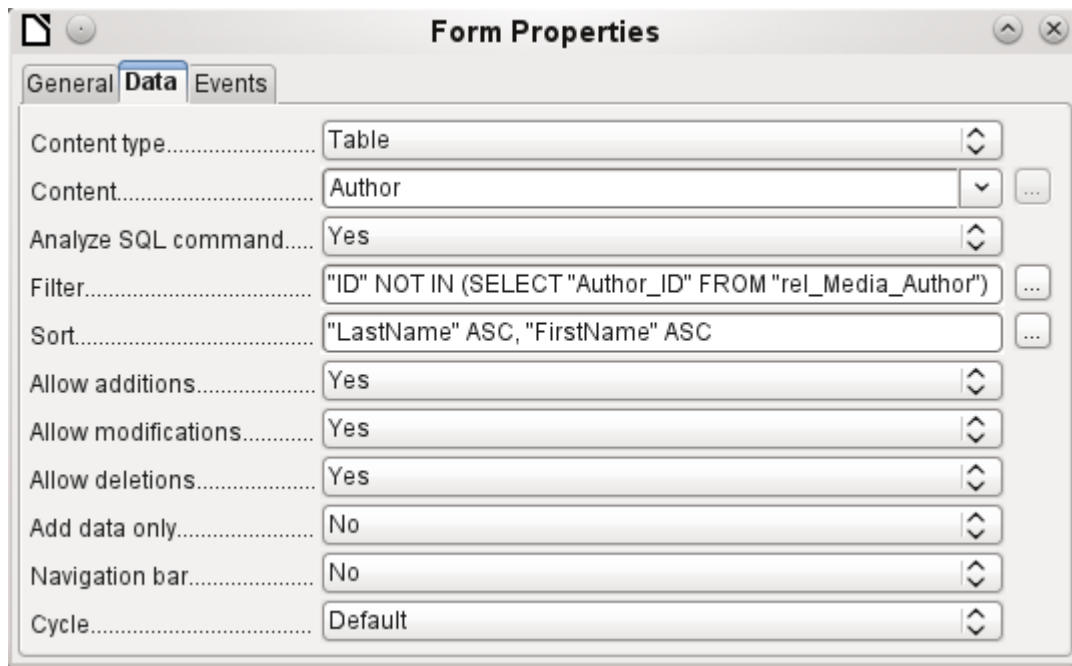 Form Properties
General Data Events
Content type........................ Table
Content................................ Author
Analyze SQL command..... Yes
Filter..................................... "ID" NOT IN (SELECT "Author_ID" FROM "rel_Media_Author") ...
Sort....................................... "LastName" ASC, "FirstName" ASC ...
Allow additions................... Yes
Allow modifications............ Yes
Allow deletions................... Yes
Add data only...................... No
Navigation bar.................... No
Cycle.................................... Default